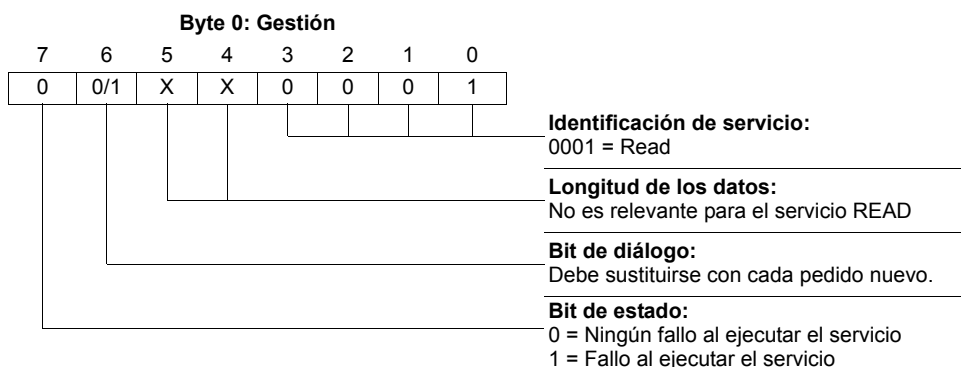 Byte 0: Gestión
7 6 5 4 3 2 1 0
0 0/1 X X 0 0 0 1
Identificación de servicio:
0001 = Read
Longitud de los datos:
No es relevante para el servicio READ
Bit de diálogo:
Debe sustituirse con cada pedido nuevo.
Bit de estado:
0 = Ningún fallo al ejecutar el servicio
1 = Fallo al ejecutar el servicio